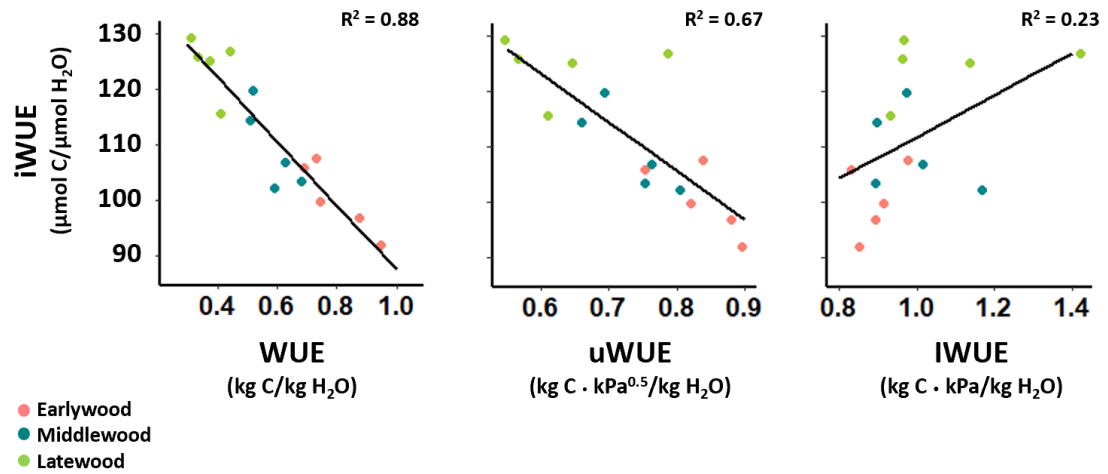 R² = 0.88
R² = 0.67
R² = 0.23
iWUE
(µmol C/µmol H₂O)
130
120
110
100
90
0.4 0.6 0.8 1.0
0.6 0.7 0.8 0.9
0.8 1.0 1.2 1.4
WUE
(kg C/kg H₂O)
uWUE
(kg C · kPa⁰·⁵/kg H₂O)
IWUE
(kg C · kPa/kg H₂O)
Earlywood
Middlewood
Latewood